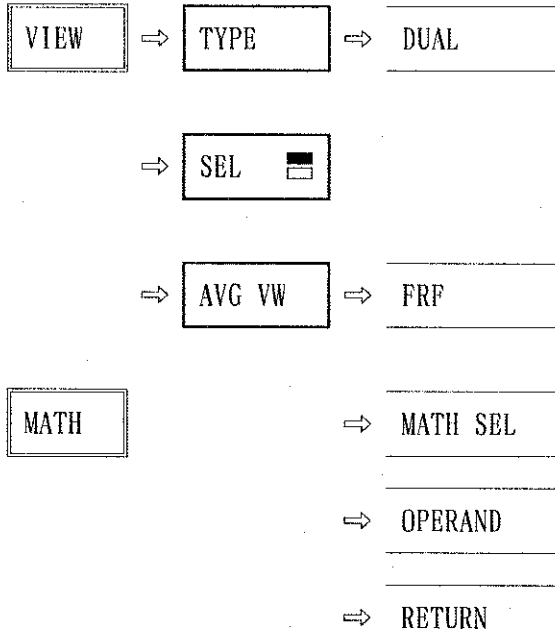 VIEW ⇨ TYPE ⇨ DUAL
⇨ SEL
⇨ AVG VW ⇨ FRF
MATH ⇨ MATH SEL
⇨ OPERAND
⇨ RETURN